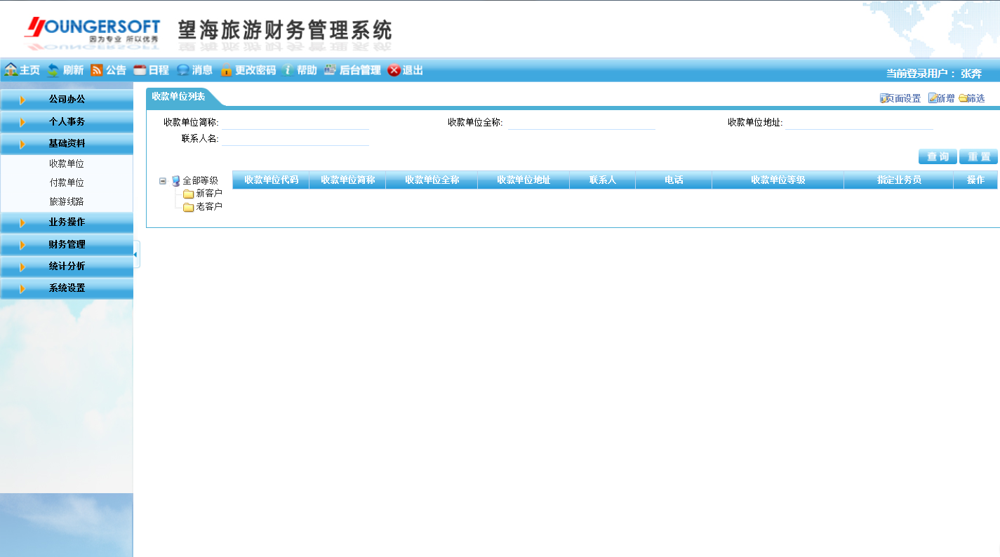 YOUNGERSOFT
因为专业 所以优秀
望海旅游财务管理系统
主页 刷新 公告 日程 消息 更改密码 帮助 后台管理 退出
当前登录用户： 张奔
公司办公
个人事务
基础资料
收款单位
付款单位
旅游线路
业务操作
财务管理
统计分析
系统设置
收款单位列表
页面设置 新增 筛选
收款单位简称: 收款单位全称: 收款单位地址:
联系人名:
查 询 重 置
全部等级
新客户
老客户
收款单位代码 收款单位简称 收款单位全称 收款单位地址 联系人 电话 收款单位等级 指定业务员 操作